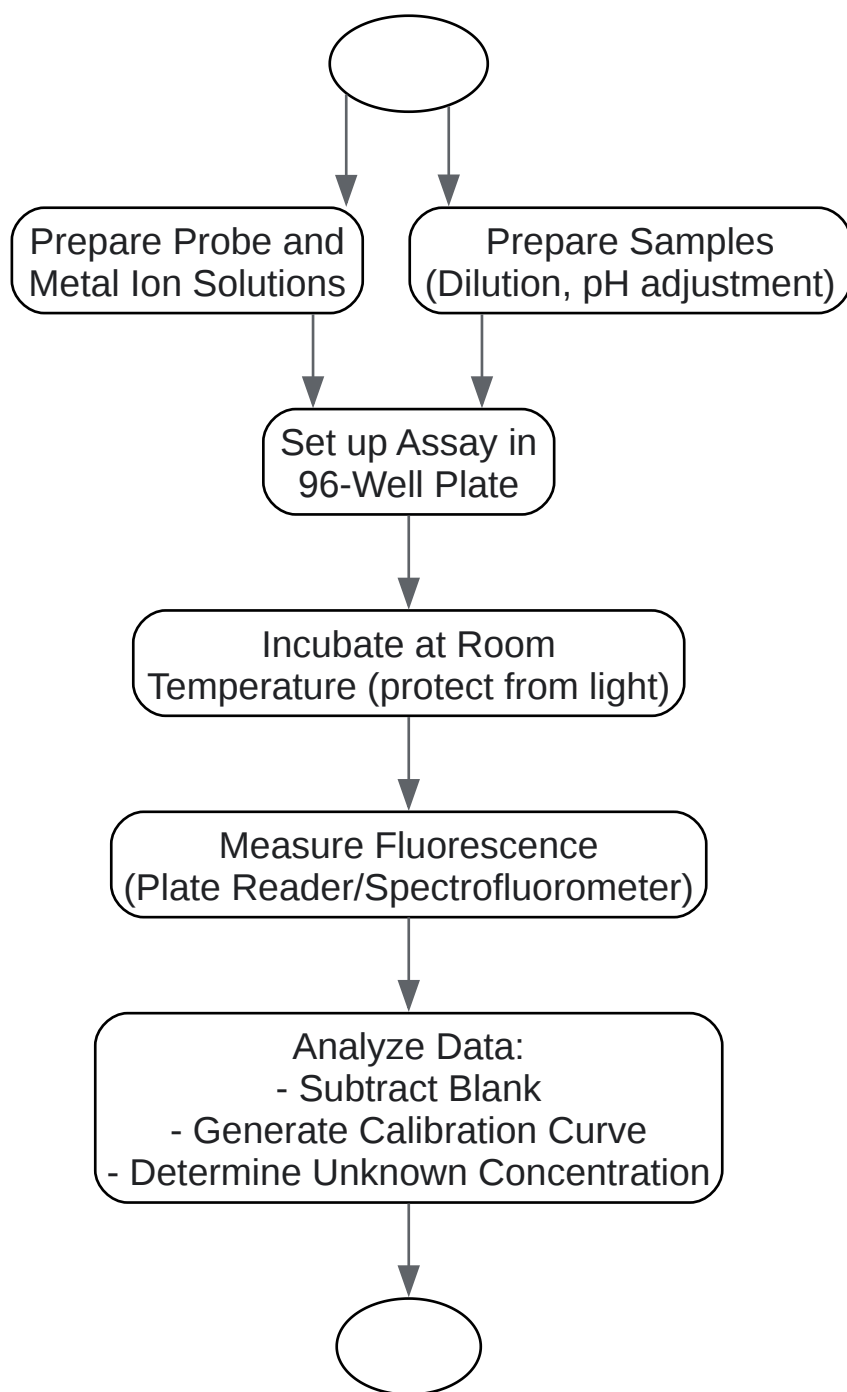 Prepare Probe and
Metal Ion Solutions
Prepare Samples
(Dilution, pH adjustment)
Set up Assay in
96-Well Plate
Incubate at Room
Temperature (protect from light)
Measure Fluorescence
(Plate Reader/Spectrofluorometer)
Analyze Data:
- Subtract Blank
- Generate Calibration Curve
- Determine Unknown Concentration